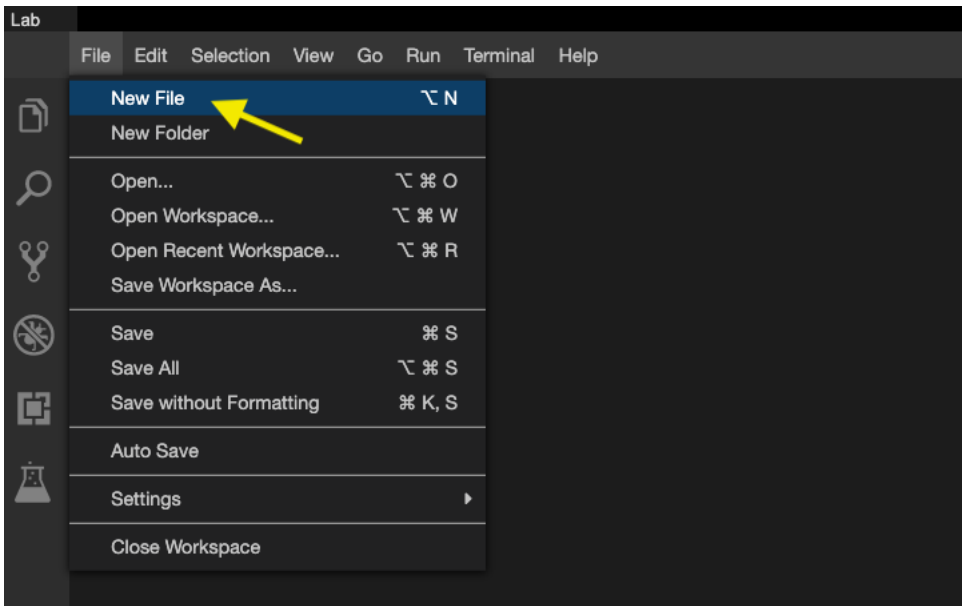 Lab
File Edit Selection View Go Run Terminal Help
New File ⌥ N
New Folder
Open... ⌥ ⌘ O
Open Workspace... ⌥ ⌘ W
Open Recent Workspace... ⌥ ⌘ R
Save Workspace As...
Save ⌘ S
Save All ⌥ ⌘ S
Save without Formatting ⌘ K, S
Auto Save
Settings
Close Workspace